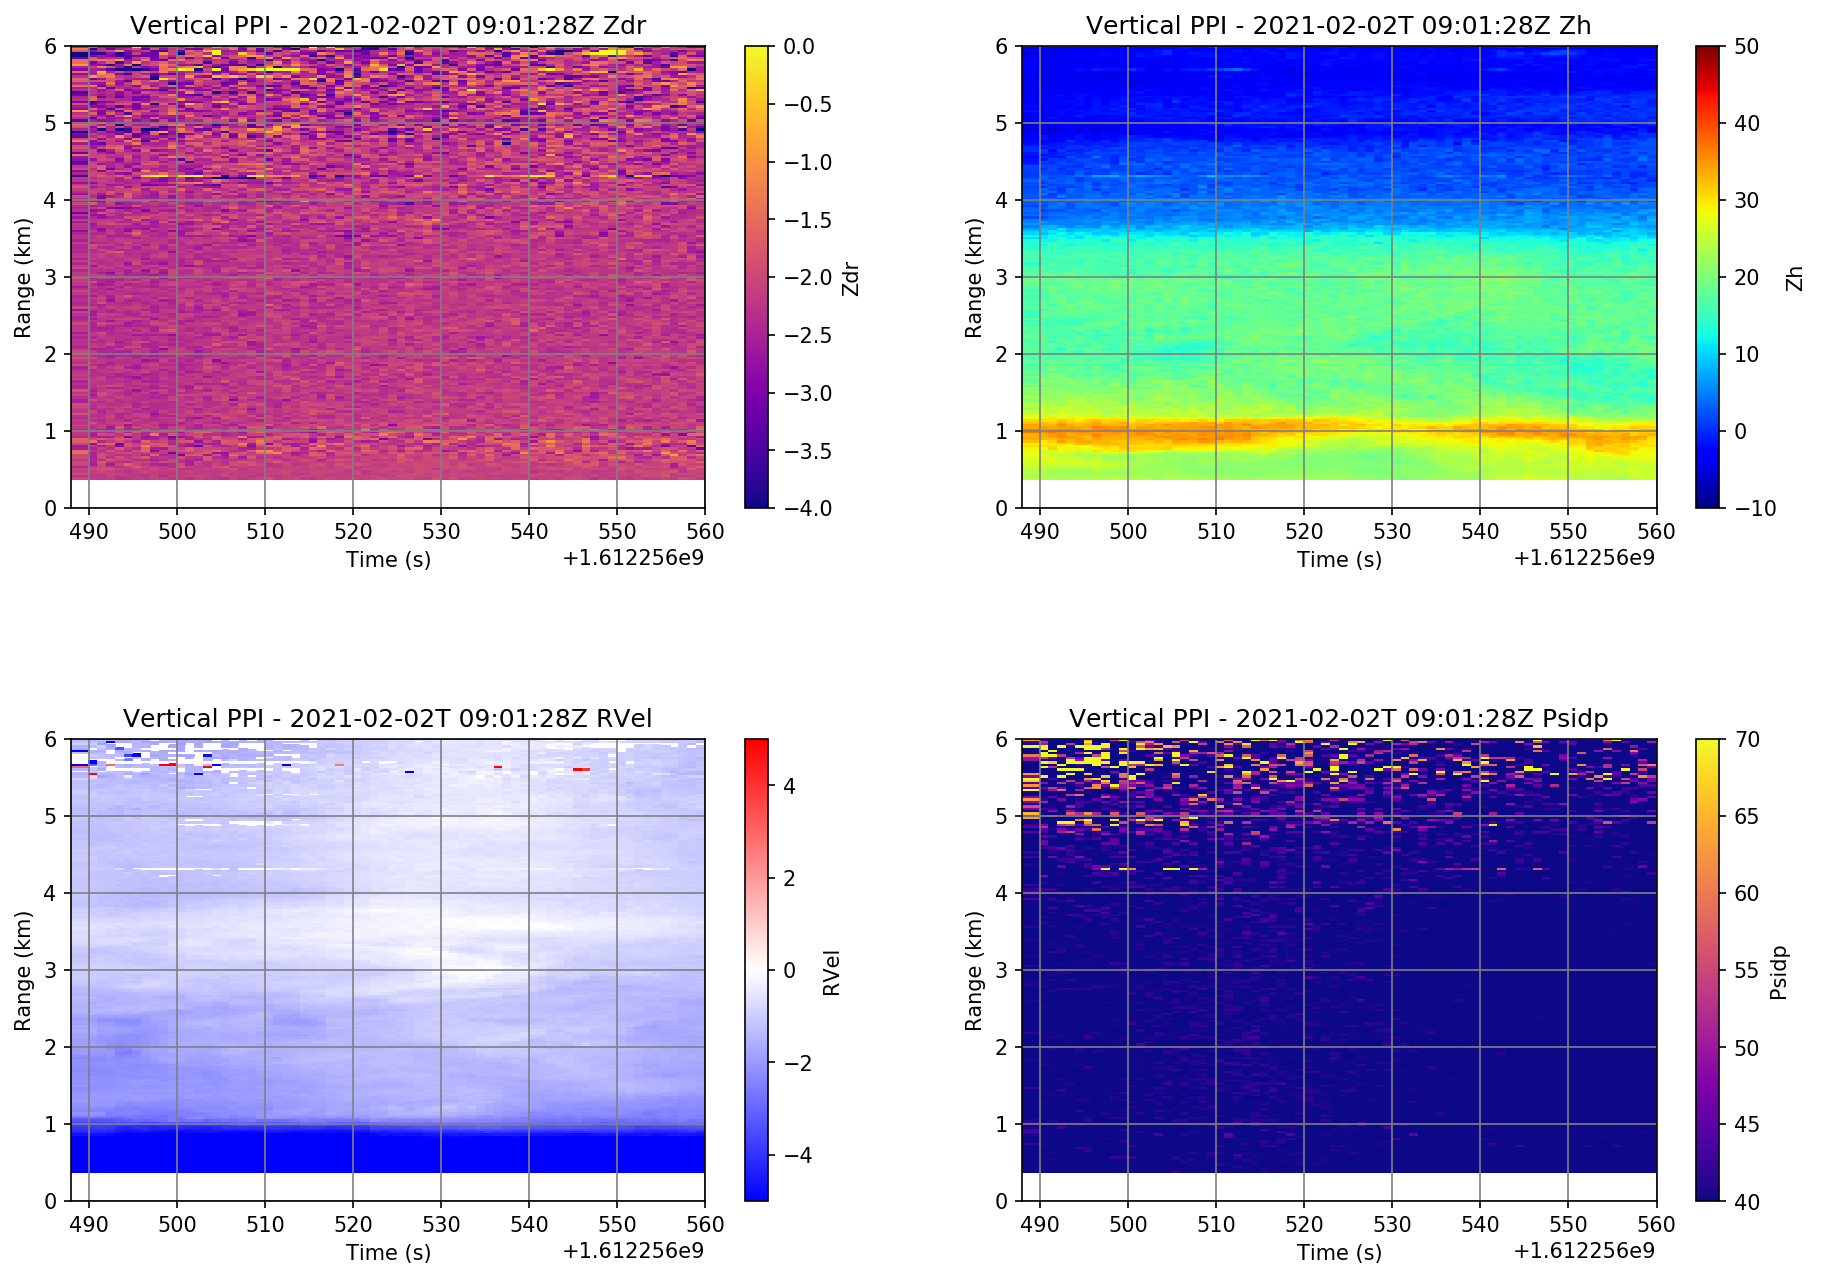 Vertical PPI - 2021-02-02T 09:01:28Z Zdr
6
5
4
3
2
1
0
Range (km)
490 500 510 520 530 540 550 560
Time (s)
+1.612256e9
0.0
−0.5
−1.0
−1.5
−2.0
−2.5
−3.0
−3.5
−4.0
Zdr
Vertical PPI - 2021-02-02T 09:01:28Z Zh
6
5
4
3
2
1
0
Range (km)
490 500 510 520 530 540 550 560
Time (s)
+1.612256e9
50
40
30
20
10
0
−10
Zh
Vertical PPI - 2021-02-02T 09:01:28Z RVel
6
5
4
3
2
1
0
Range (km)
490 500 510 520 530 540 550 560
Time (s)
+1.612256e9
4
2
0
−2
−4
RVel
Vertical PPI - 2021-02-02T 09:01:28Z Psidp
6
5
4
3
2
1
0
Range (km)
490 500 510 520 530 540 550 560
Time (s)
+1.612256e9
70
65
60
55
50
45
40
Psidp